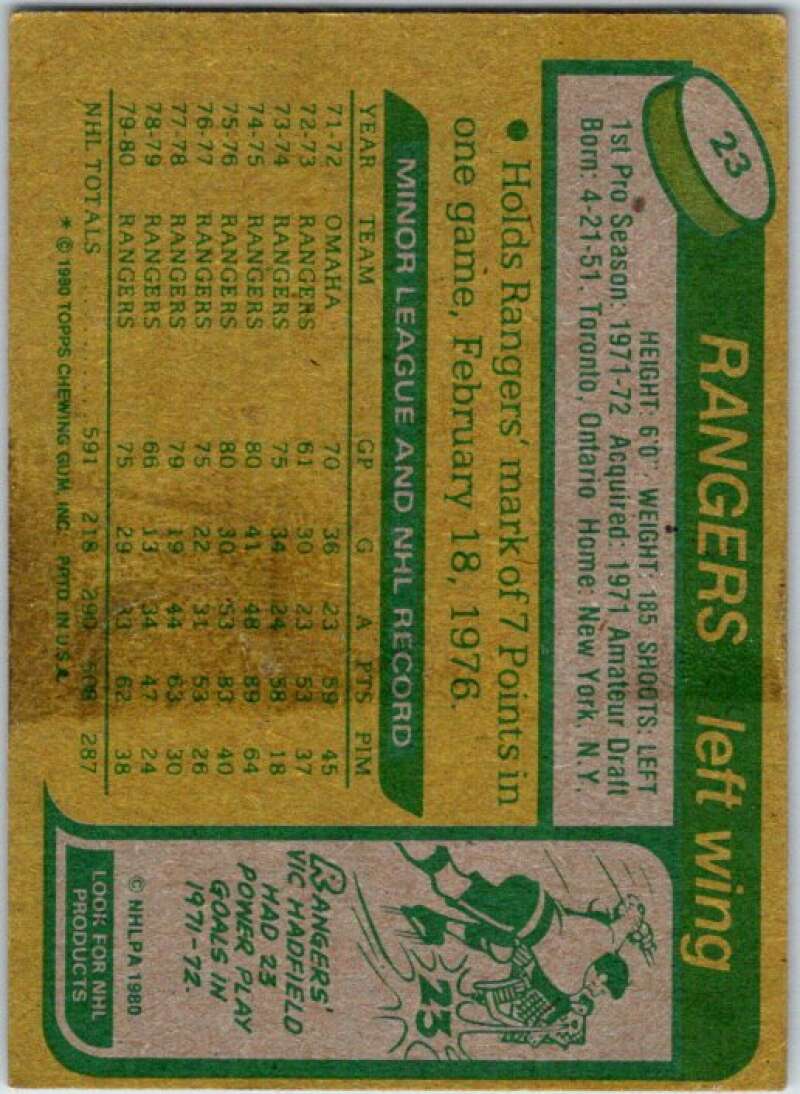 23
RANGERS left wing
HEIGHT: 6'0" WEIGHT: 185 SHOOTS: LEFT
1st Pro Season: 1971-72 Acquired: 1971 Amateur Draft
Born: 4-21-51. Toronto, Ontario Home: New York, N.Y.
● Holds Rangers' mark of 7 Points in
one game, February 18, 1976.
MINOR LEAGUE AND NHL RECORD
YEAR TEAM GP G A PTS PIM
71-72 OMAHA 70 36 23 59 45
72-73 RANGERS 61 30 23 53 37
73-74 RANGERS 75 34 24 58 18
74-75 RANGERS 80 41 48 89 64
75-76 RANGERS 80 30 53 83 40
76-77 RANGERS 75 22 31 53 26
77-78 RANGERS 79 19 44 63 30
78-79 RANGERS 66 13 34 47 24
79-80 RANGERS 75 29 33 62 38
NHL TOTALS .......... 591 218 290 508 287
* © 1980 TOPPS CHEWING GUM, INC. PRTD. IN U.S.A.
23
RANGERS'
VIC HADFIELD
HAD 23
POWER PLAY
GOALS IN
1971-72.
© NHLPA 1980
LOOK FOR NHL
PRODUCTS